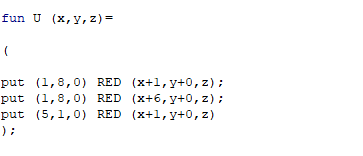 fun U (x,y,z)=
(
put (1,8,0) RED (x+1,y+0,z);
put (1,8,0) RED (x+6,y+0,z);
put (5,1,0) RED (x+1,y+0,z)
);